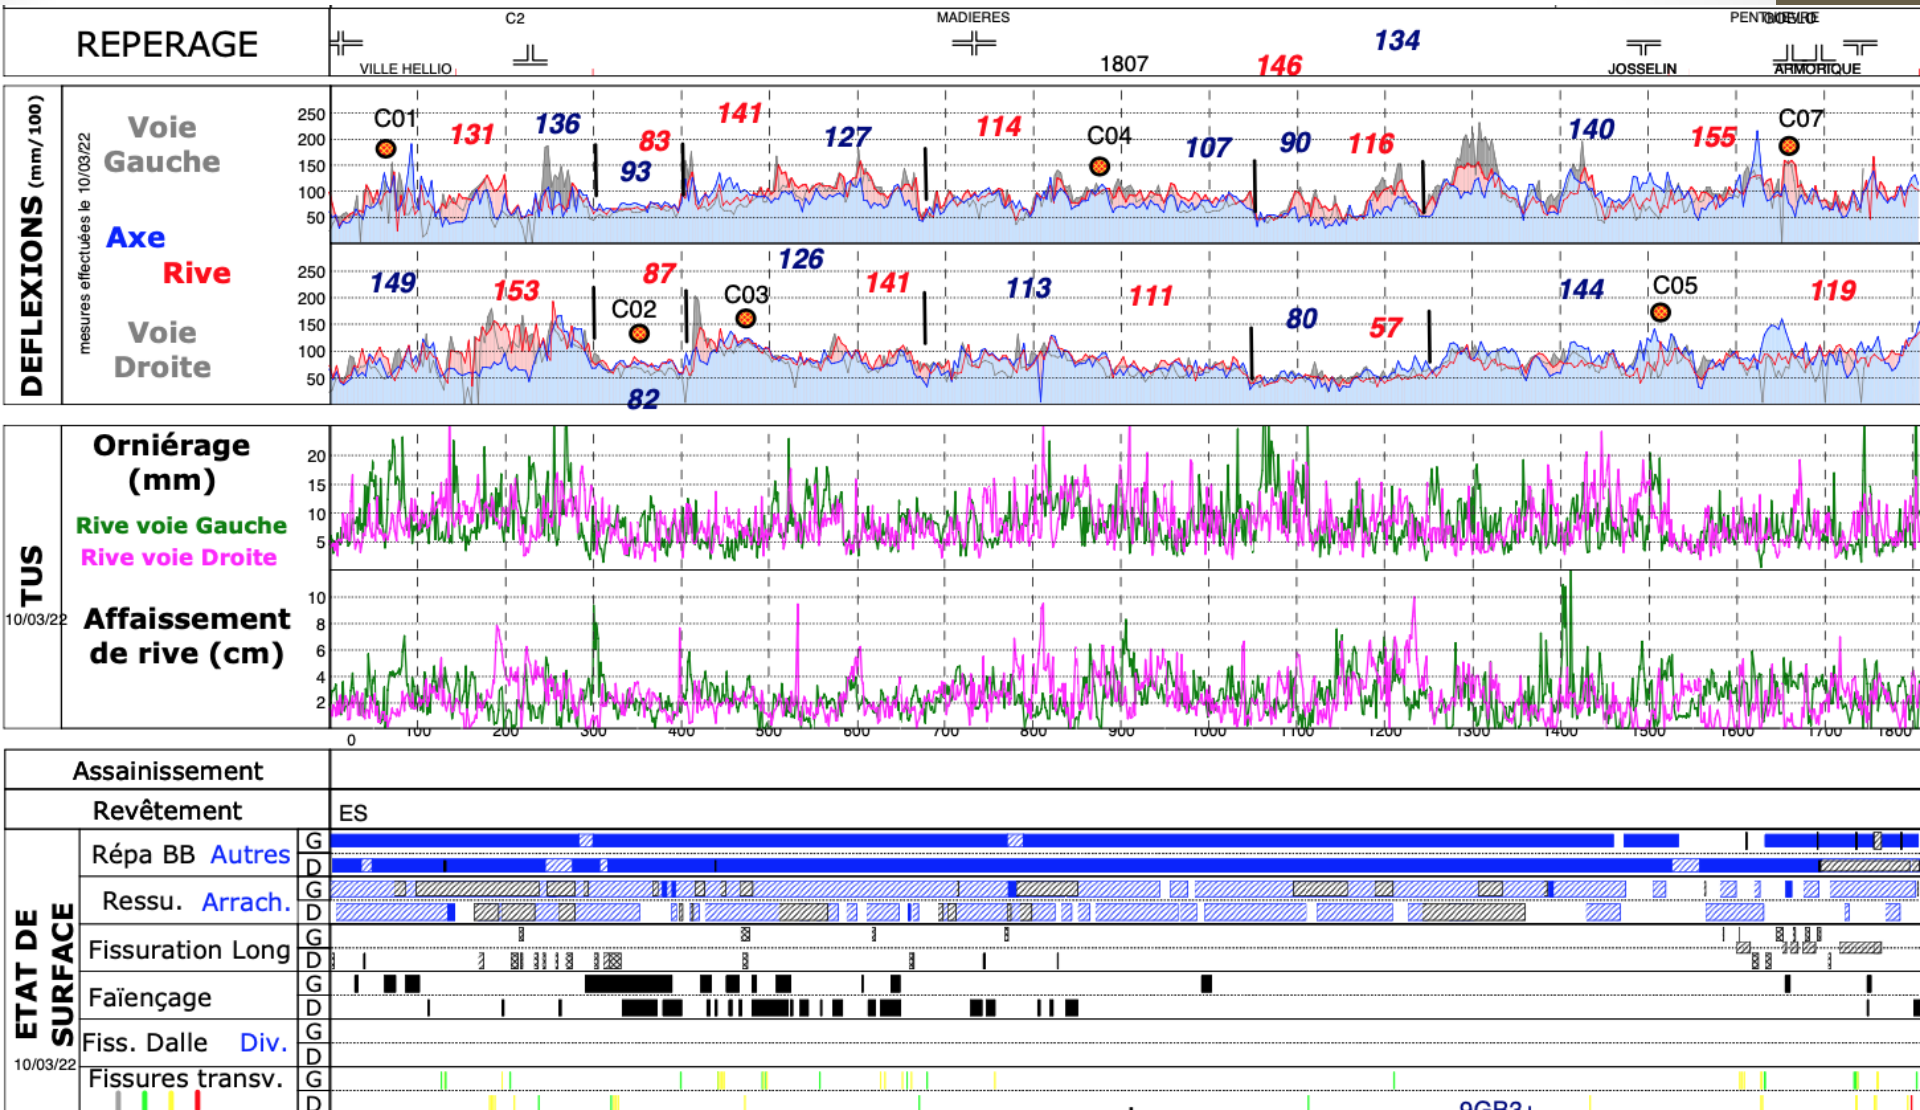 REPERAGE
C2
MADIERES
VILLE HELLIO
1807
146
134
JOSSELIN
ARMORIQUE
DEFLEXIONS (mm/100)
mesures effectuées le 10/03/22
Voie
Gauche
Axe
Rive
Voie
Droite
250
200
150
100
50
C01
131
136
83
93
141
127
114
C04
107
90
116
140
155
C07
250
200
150
100
50
149
153
C02
87
82
C03
126
141
113
111
80
57
144
C05
119
TUS
10/03/22
Orniérage
(mm)
Rive voie Gauche
Rive voie Droite
20
15
10
5
Affaissement
de rive (cm)
10
8
6
4
2
0 100 200 300 400 500 600 700 800 900 1000 1100 1200 1300 1400 1500 1600 1700 1800
Assainissement
Revêtement
ES
ETAT DE
SURFACE
10/03/22
Répa BB Autres
G
D
Ressu. Arrach.
G
D
Fissuration Long
G
D
Faïençage
G
D
Fiss. Dalle Div.
G
D
Fissures transv.
G
D